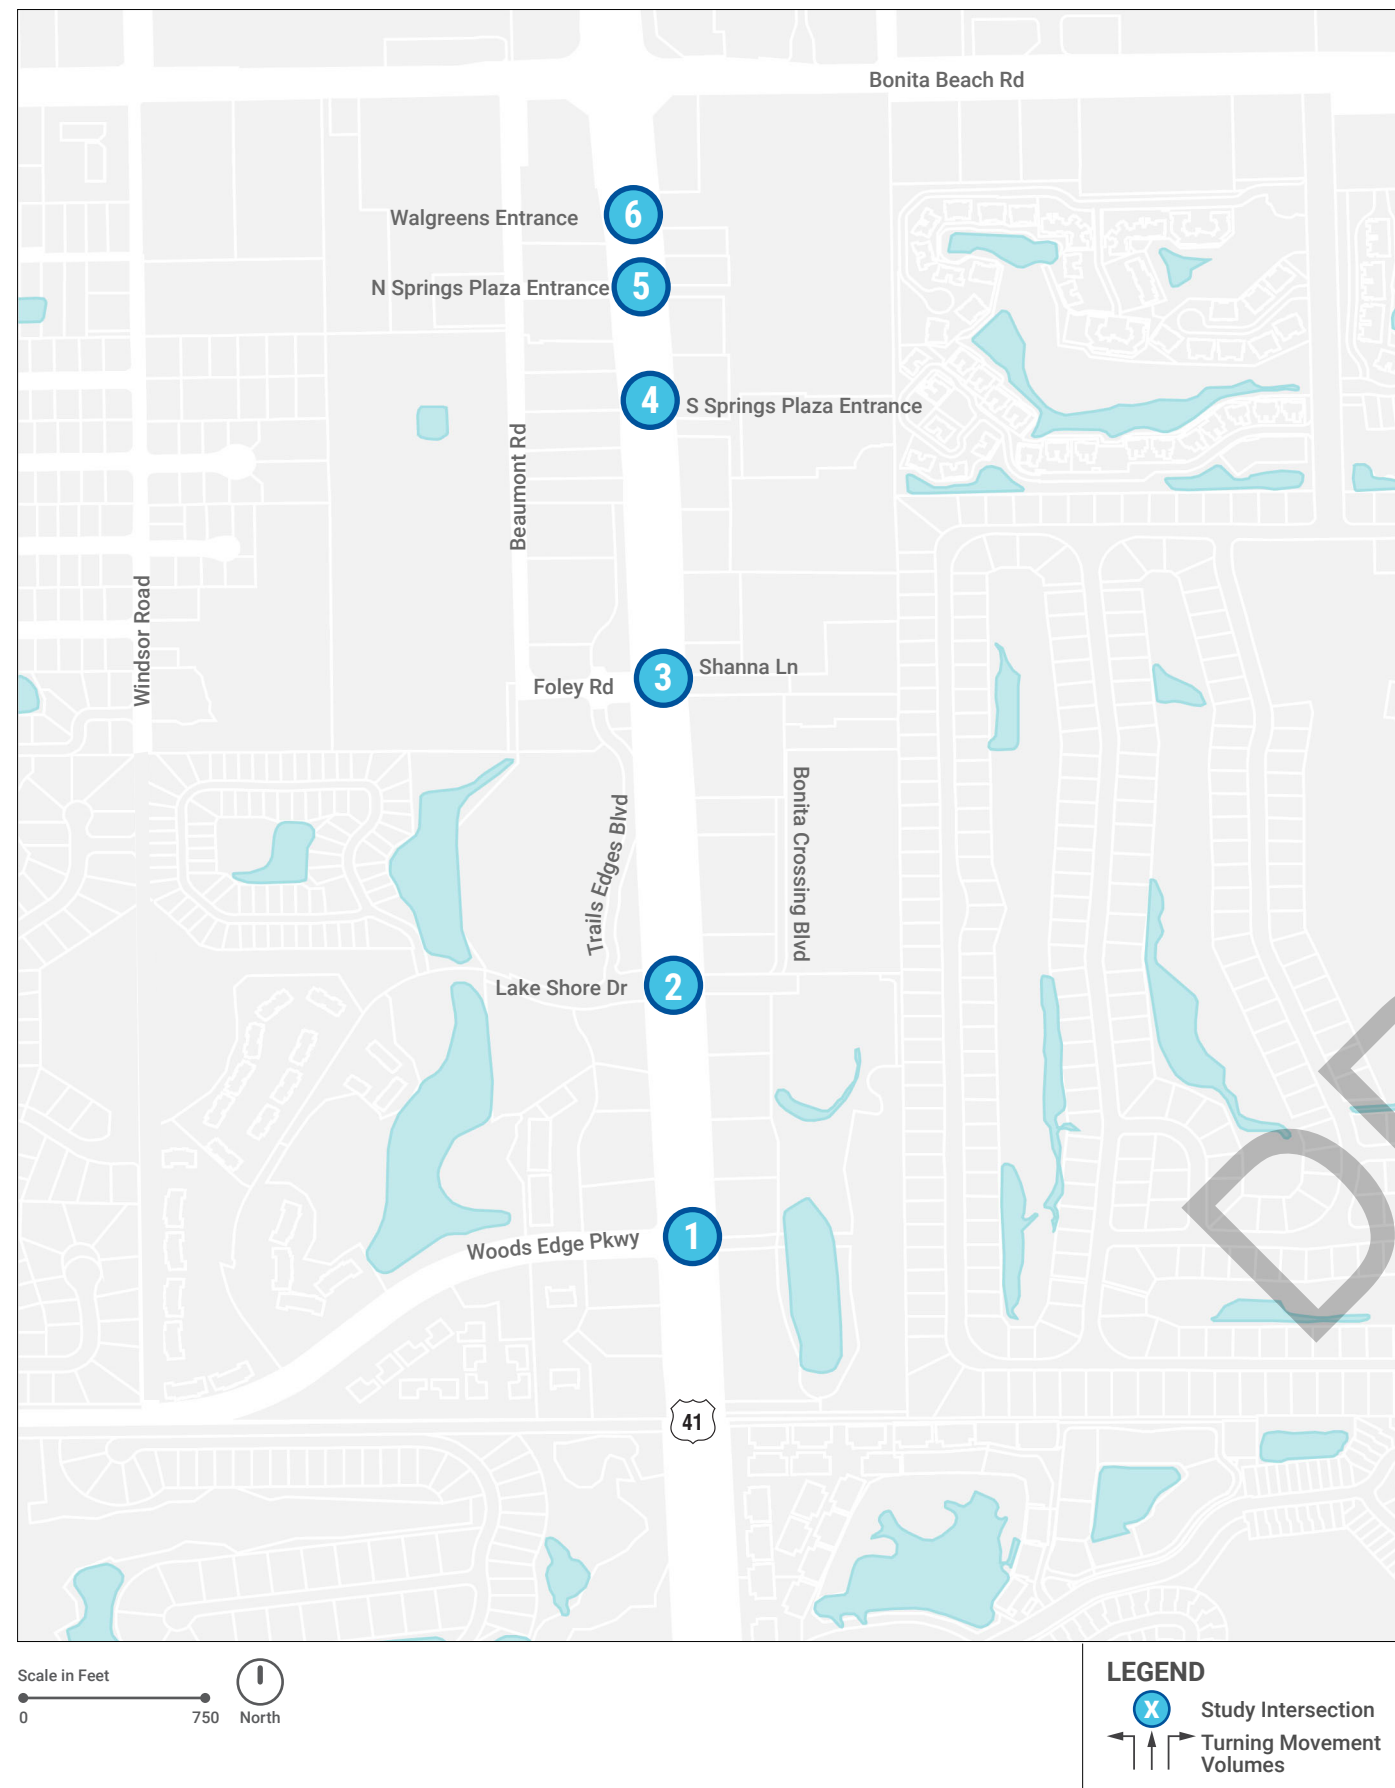 Bonita Beach Rd
6
Walgreens Entrance
5
N Springs Plaza Entrance
4
S Springs Plaza Entrance
Beaumont Rd
Windsor Road
3
Shanna Ln
Foley Rd
Bonita Crossing Blvd
Trails Edges Blvd
2
Lake Shore Dr
1
Woods Edge Pkwy
41
Scale in Feet
0 750
North
LEGEND
X Study Intersection
Turning Movement
Volumes